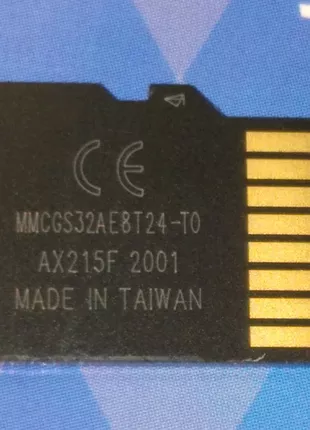 CE
MMCGS32AE8T24-T0
AX215F 2001
MADE IN TAIWAN